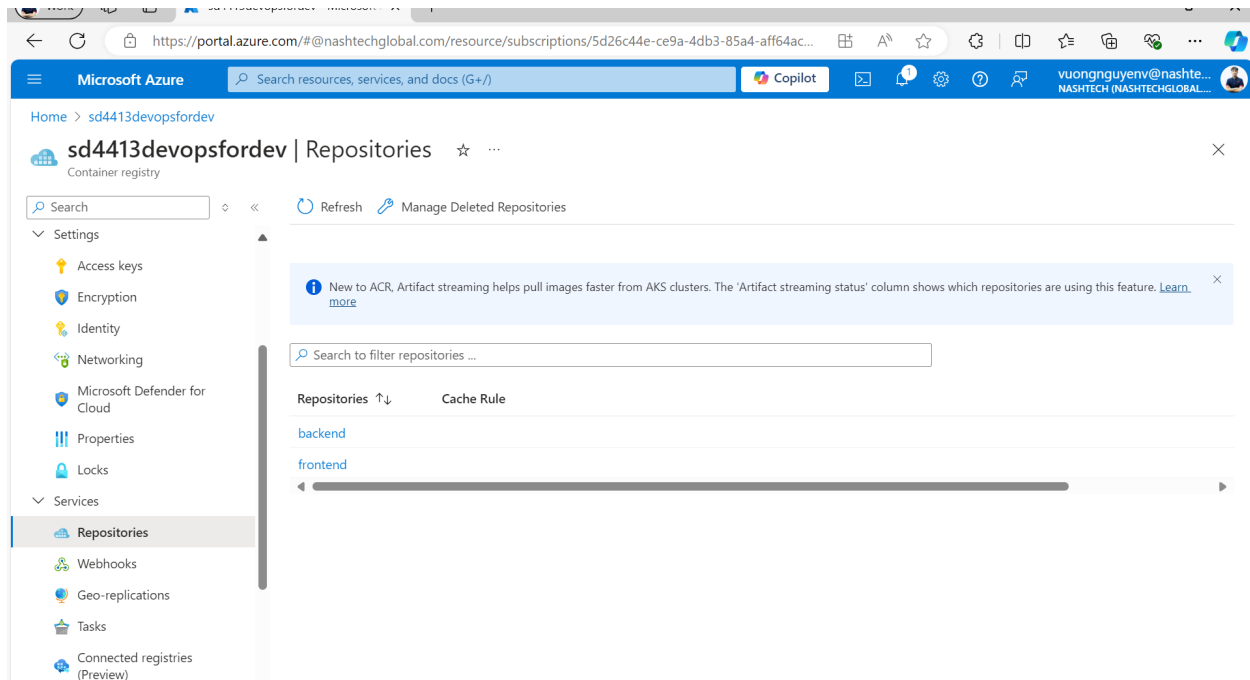 https://portal.azure.com/#@nashtechglobal.com/resource/subscriptions/5d26c44e-ce9a-4db3-85a4-aff64ac...
Microsoft Azure
Search resources, services, and docs (G+/)
Copilot
1
vuongnguyenv@nashte...
NASHTECH (NASHTECHGLOBAL....
Home > sd4413devopsfordev
sd4413devopsfordev | Repositories
Container registry
Search
Refresh
Manage Deleted Repositories
Settings
Access keys
Encryption
Identity
Networking
Microsoft Defender for
Cloud
Properties
Locks
Services
Repositories
Webhooks
Geo-replications
Tasks
Connected registries
(Preview)
New to ACR, Artifact streaming helps pull images faster from AKS clusters. The 'Artifact streaming status' column shows which repositories are using this feature. Learn
more
Search to filter repositories ...
Repositories
Cache Rule
backend
frontend